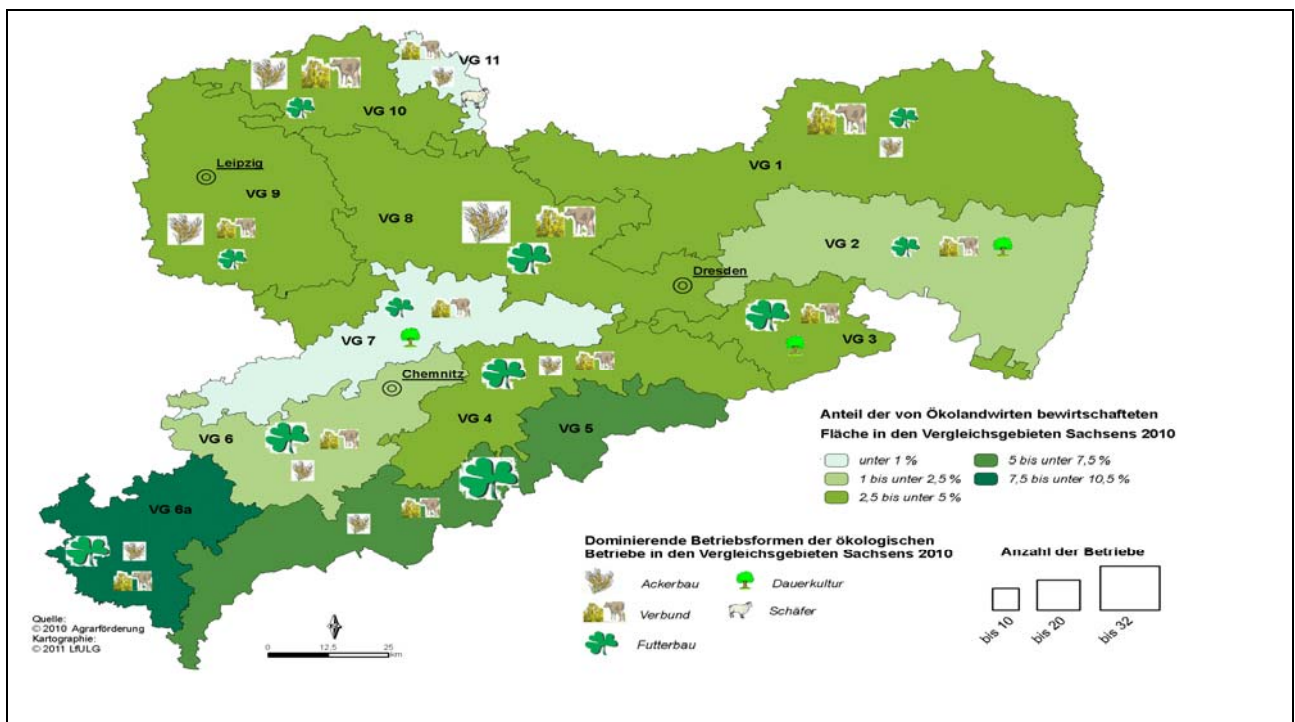 VG 11
VG 10
VG 1
Leipzig
VG 9
VG 8
VG 2
Dresden
VG 7
VG 3
Chemnitz
VG 4
VG 5
VG 6
VG 6a
Anteil der von Ökolandwirten bewirtschafteten
Fläche in den Vergleichsgebieten Sachsens 2010
unter 1 %
5 bis unter 7,5 %
1 bis unter 2,5 %
7,5 bis unter 10,5 %
2,5 bis unter 5 %
Dominierende Betriebsformen der ökologischen
Betriebe in den Vergleichsgebieten Sachsens 2010
Ackerbau
Dauerkultur
Verbund
Schäfer
Futterbau
Anzahl der Betriebe
bis 10
bis 20
bis 32
Quelle:
© 2010 Agrarförderung
Kartographie:
© 2011 LfULG
0 12,5 25
km